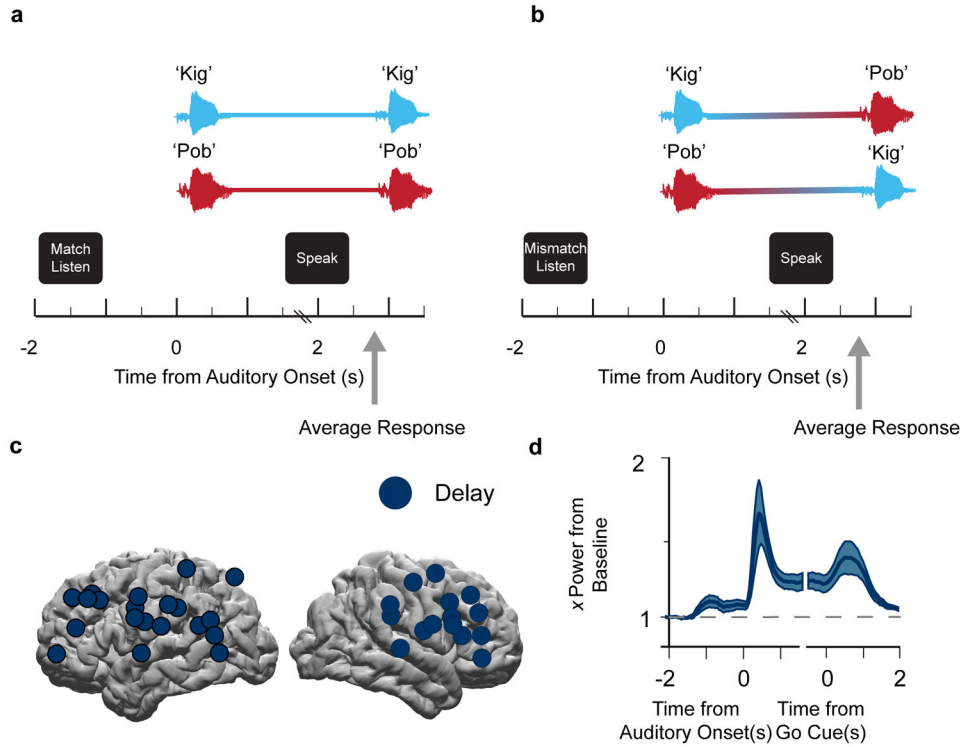 a
‘Kig’ ‘Kig’
‘Pob’ ‘Pob’
Match
Listen
Speak
-2 0 2
Time from Auditory Onset (s)
Average Response
b
‘Kig’ ‘Pob’
‘Pob’ ‘Kig’
Mismatch
Listen
Speak
-2 0 2
Time from Auditory Onset (s)
Average Response
c
Delay
d
2
1
x Power from
Baseline
-2 0 0 2
Time from
Auditory Onset(s)
Time from
Go Cue(s)